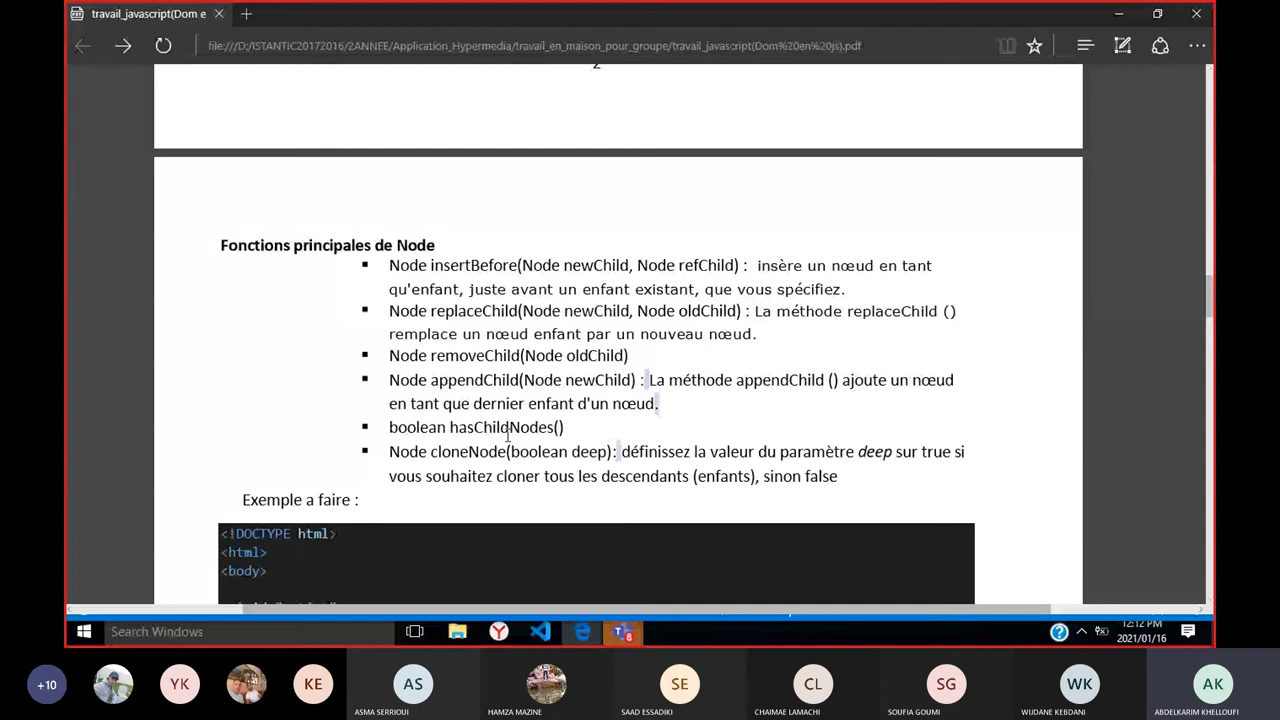 travail_javascript(Dom e
file:///D:/ISTANTIC20172016/2ANNEE/Application_Hypermedia/travail_en_maison_pour_groupe/travail_javascript(Dom%20en%20js).pdf
2
Fonctions principales de Node
▪ Node insertBefore(Node newChild, Node refChild) : insère un nœud en tant
qu'enfant, juste avant un enfant existant, que vous spécifiez.
▪ Node replaceChild(Node newChild, Node oldChild) : La méthode replaceChild ()
remplace un nœud enfant par un nouveau nœud.
▪ Node removeChild(Node oldChild)
▪ Node appendChild(Node newChild) : La méthode appendChild () ajoute un nœud
en tant que dernier enfant d'un nœud.
▪ boolean hasChildNodes()
▪ Node cloneNode(boolean deep): définissez la valeur du paramètre deep sur true si
vous souhaitez cloner tous les descendants (enfants), sinon false
Exemple a faire :
<!DOCTYPE html>
<html>
<body>
Search Windows
8
12:12 PM
2021/01/16
+10
YK
KE
AS
SE
CL
SG
WK
AK
ASMA SERRIOUI
HAMZA MAZINE
SAAD ESSADIKI
CHAIMAE LAMACHI
SOUFIA GOUMI
WIJDANE KEBDANI
ABDELKARIM KHELLOUFI